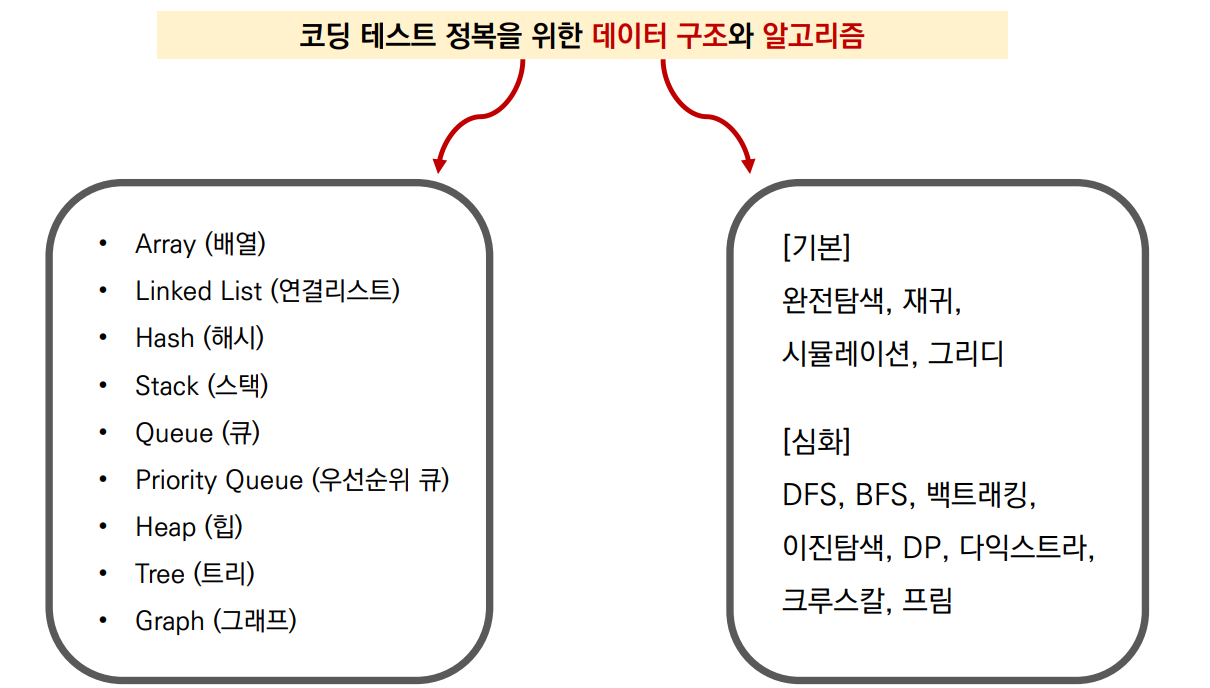 코딩 테스트 정복을 위한 데이터 구조와 알고리즘
• Array (배열)
• Linked List (연결리스트)
• Hash (해시)
• Stack (스택)
• Queue (큐)
• Priority Queue (우선순위 큐)
• Heap (힙)
• Tree (트리)
• Graph (그래프)
[기본]
완전탐색, 재귀,
시뮬레이션, 그리디
[심화]
DFS, BFS, 백트래킹,
이진탐색, DP, 다익스트라,
크루스칼, 프림